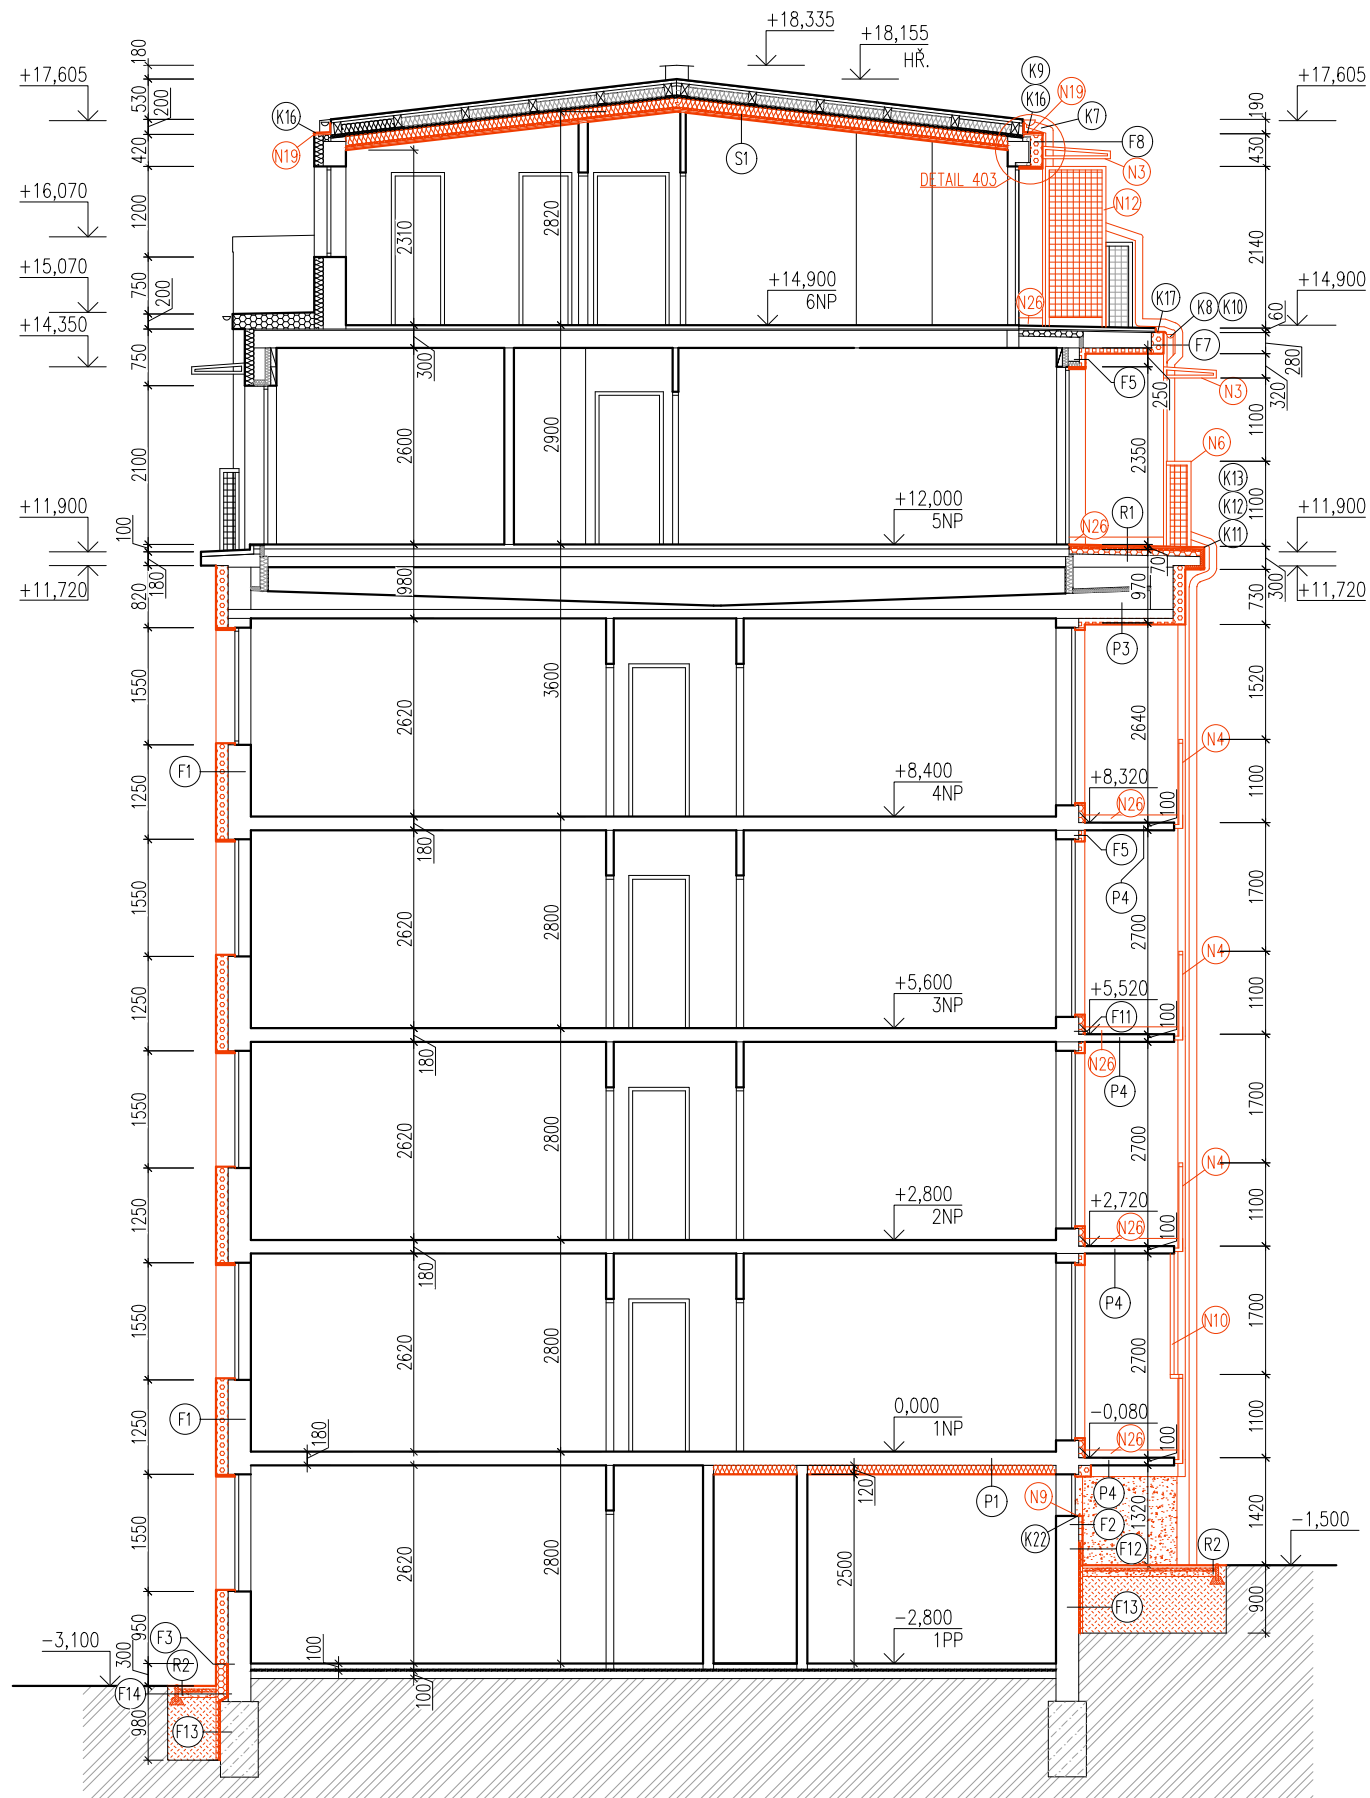 +18,335
+18,155
HŘ.
+17,605
180
530
200
420
1200
750
200
750
2100
100
180
820
1550
1250
1550
1250
1550
1250
1550
1250
1550
950
300
980
+16,070
+15,070
+14,350
+11,900
+11,720
-3,100
K16
N19
S1
K9
K16
N19
K7
F8
N3
N12
DETAIL 403
+17,605
190
430
2140
60
280
320
1100
1100
300
730
1520
1100
1700
1100
1700
1100
1700
1100
1420
900
2310
2820
+14,900
6NP
N26
K17
K8
K10
F7
+14,900
300
F5
250
N3
2600
2900
2350
N6
K13
K12
K11
+12,000
5NP
N26
R1
+11,900
+11,720
980
70
970
P3
3600
2620
2640
N4
F1
+8,400
4NP
+8,320
N26
100
180
F5
P4
2620
2800
2700
N4
+5,600
3NP
+5,520
F11
100
N26
P4
180
2620
2800
2700
N4
+2,800
2NP
+2,720
N26
100
180
P4
N10
2620
2800
2700
F1
0,000
1NP
-0,080
N26
100
180
120
P1
N9
P4
1320
K22
F2
F12
R2
-1,500
2620
2800
2500
F13
-2,800
1PP
F3
R2
F14
F13
100
100